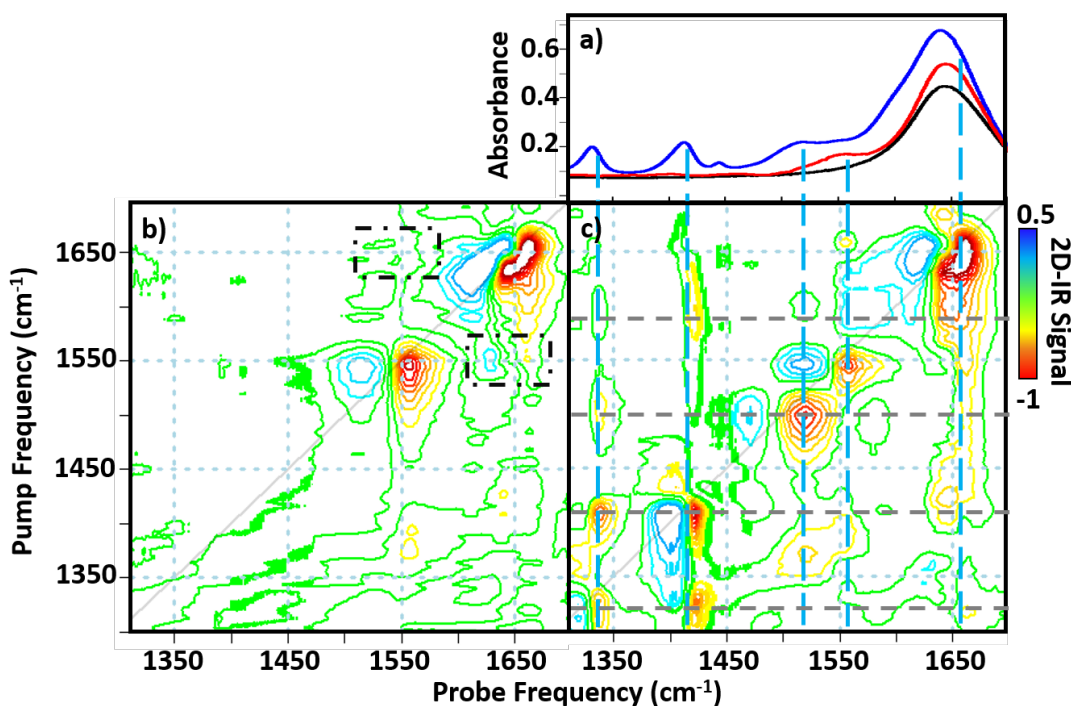 a)
Absorbance
0.6
0.4
0.2
b)
c)
Pump Frequency (cm⁻¹)
1650
1550
1450
1350
0.5
2D-IR Signal
-1
1350 1450 1550 1650 1350 1450 1550 1650
Probe Frequency (cm⁻¹)